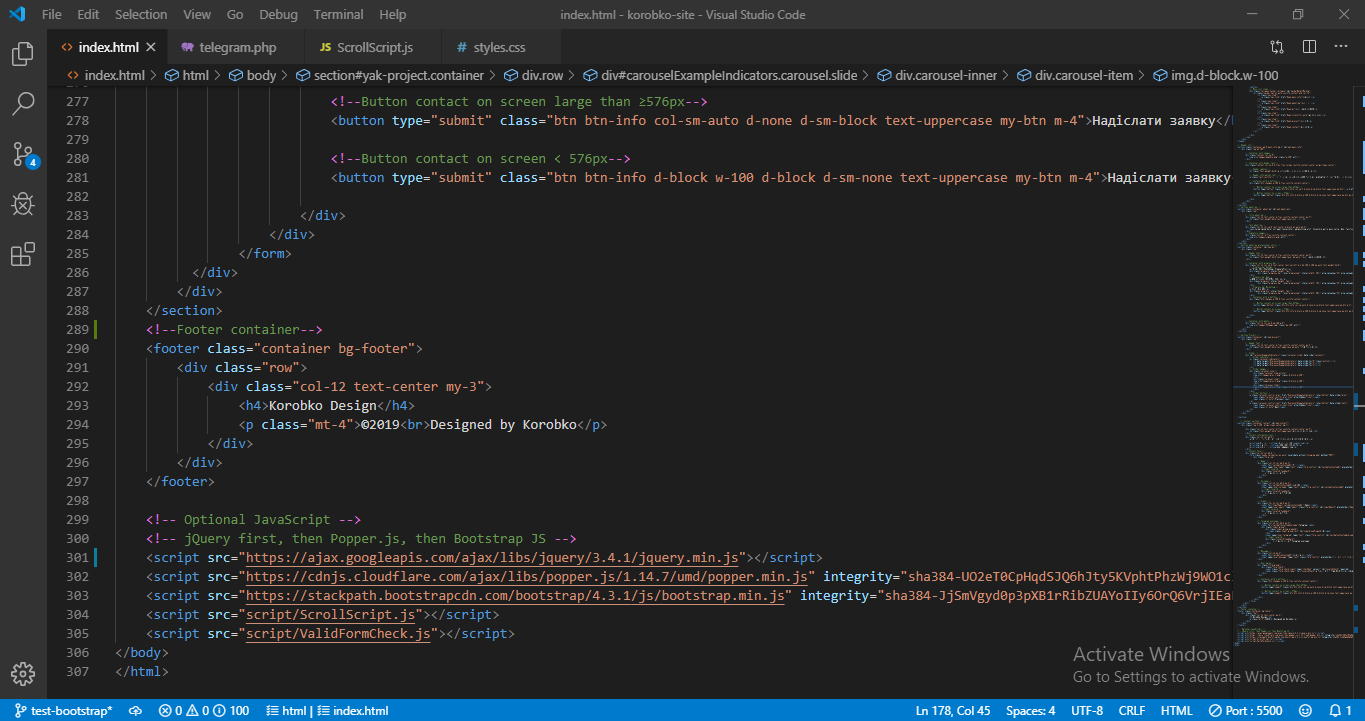 File Edit Selection View Go Debug Terminal Help index.html - korobko-site - Visual Studio Code
<> index.html × telegram.php JS ScrollScript.js # styles.css
<> index.html > html > body > section#yak-project.container > div.row > div#carouselExampleIndicators.carousel.slide > div.carousel-inner > div.carousel-item > img.d-block.w-100
277 <!--Button contact on screen large than ≥576px-->
278 <button type="submit" class="btn btn-info col-sm-auto d-none d-sm-block text-uppercase my-btn m-4">Надіслати заявку</
279
280 <!--Button contact on screen < 576px-->
281 <button type="submit" class="btn btn-info d-block w-100 d-block d-sm-none text-uppercase my-btn m-4">Надіслати заявку
282
283 </div>
284 </div>
285 </form>
286 </div>
287 </div>
288 </section>
289 <!--Footer container-->
290 <footer class="container bg-footer">
291 <div class="row">
292 <div class="col-12 text-center my-3">
293 <h4>Korobko Design</h4>
294 <p class="mt-4">©2019<br>Designed by Korobko</p>
295 </div>
296 </div>
297 </footer>
298
299 <!-- Optional JavaScript -->
300 <!-- jQuery first, then Popper.js, then Bootstrap JS -->
301 <script src="https://ajax.googleapis.com/ajax/libs/jquery/3.4.1/jquery.min.js"></script>
302 <script src="https://cdnjs.cloudflare.com/ajax/libs/popper.js/1.14.7/umd/popper.min.js" integrity="sha384-UO2eT0CpHqdSJQ6hJty5KVphtPhzWj9WO1c
303 <script src="https://stackpath.bootstrapcdn.com/bootstrap/4.3.1/js/bootstrap.min.js" integrity="sha384-JjSmVgyd0p3pXB1rRibZUAYoIIy6OrQ6VrjIEa
304 <script src="script/ScrollScript.js"></script>
305 <script src="script/ValidFormCheck.js"></script>
306 </body>
307 </html>
Activate Windows
Go to Settings to activate Windows.
4
test-bootstrap* 0 0 100 html | index.html Ln 178, Col 45 Spaces: 4 UTF-8 CRLF HTML Port : 5500 1